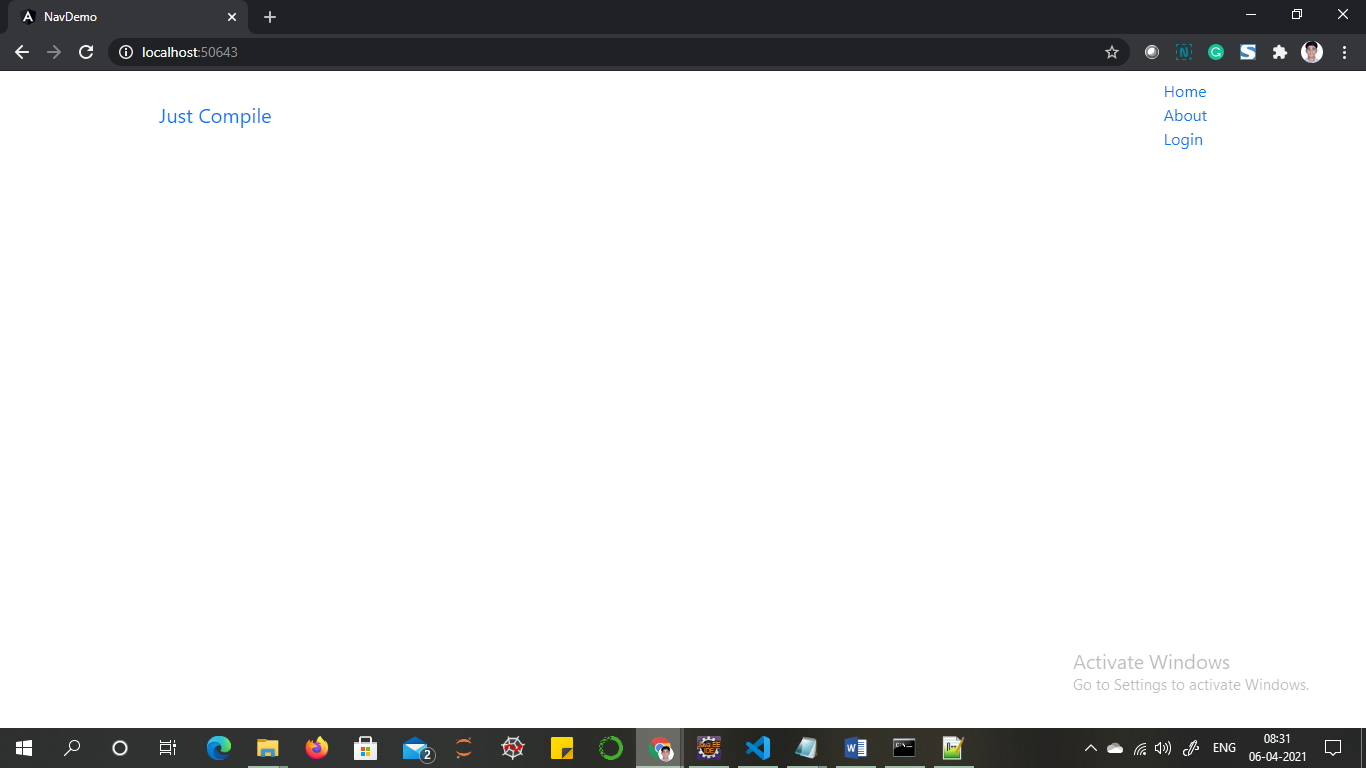 NavDemo
localhost:50643
Just Compile
Home
About
Login
Activate Windows
Go to Settings to activate Windows.
2
ENG
08:31
06-04-2021